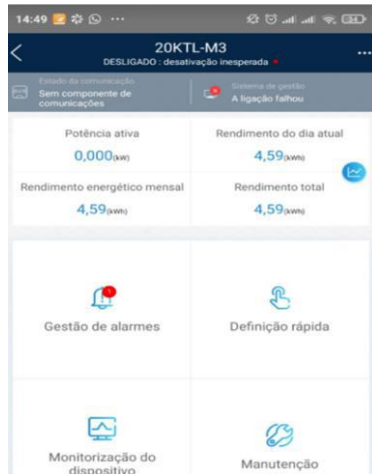 14:49
20KTL-M3
DESLIGADO : desativação inesperada
Estado da comunicação
Sem componente de
comunicações
Sistema de gestão
A ligação falhou
Potência ativa
0,000(kW)
Rendimento do dia atual
4,59(kWh)
Rendimento energético mensal
4,59(kWh)
Rendimento total
4,59(kWh)
Gestão de alarmes
Definição rápida
Monitorização do
dispositivo
Manutenção